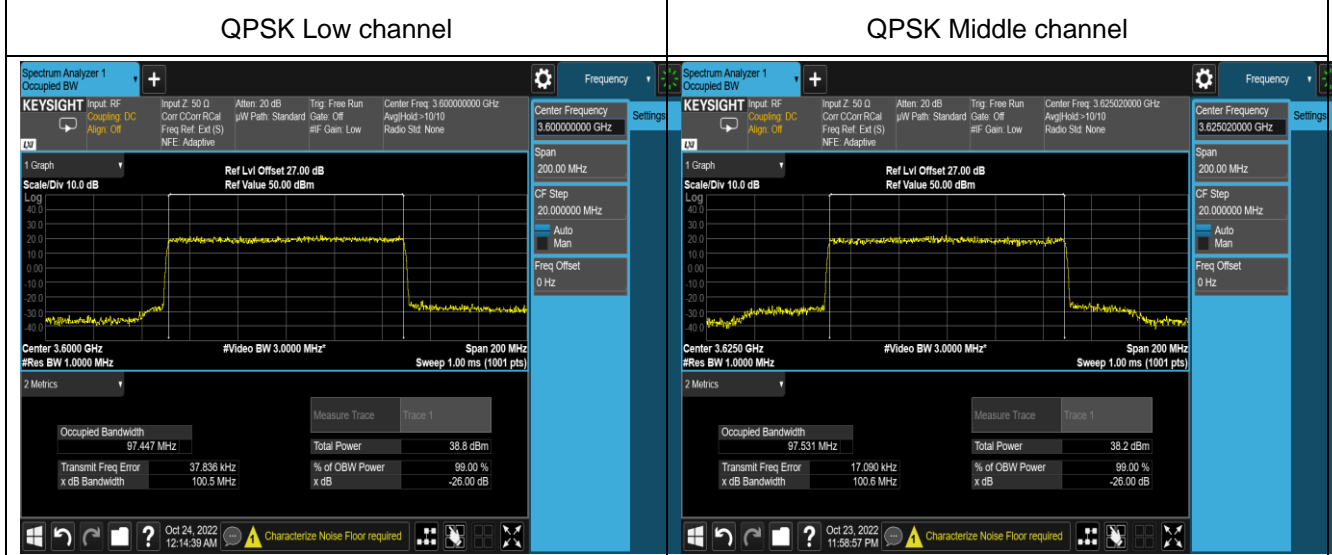 QPSK Low channel
QPSK Middle channel
Spectrum Analyzer 1
Occupied BW
+
Frequency
KEYSIGHT
Input: RF
Coupling: DC
Align: Off
Input Z: 50 Ω
Corr CCorr RCal
Freq Ref: Ext (S)
NFE: Adaptive
Atten: 20 dB
µW Path: Standard
Trig: Free Run
Gate: Off
#IF Gain: Low
Center Freq: 3.600000000 GHz
Avg|Hold:>10/10
Radio Std: None
LXI
Center Frequency
3.600000000 GHz
Settings
Span
200.00 MHz
CF Step
20.000000 MHz
Auto
Man
Freq Offset
0 Hz
1 Graph
Scale/Div 10.0 dB
Ref Lvl Offset 27.00 dB
Ref Value 50.00 dBm
Log
40.0
30.0
20.0
10.0
0.00
-10.0
-20.0
-30.0
-40.0
Center 3.6000 GHz
#Video BW 3.0000 MHz*
Span 200 MHz
#Res BW 1.0000 MHz
Sweep 1.00 ms (1001 pts)
2 Metrics
Measure Trace
Trace 1
Occupied Bandwidth
97.447 MHz
Total Power
38.8 dBm
Transmit Freq Error
37.836 kHz
% of OBW Power
99.00 %
x dB Bandwidth
100.5 MHz
x dB
-26.00 dB
?
Oct 24, 2022
12:14:39 AM
1
Characterize Noise Floor required
Spectrum Analyzer 1
Occupied BW
+
Frequency
KEYSIGHT
Input: RF
Coupling: DC
Align: Off
Input Z: 50 Ω
Corr CCorr RCal
Freq Ref: Ext (S)
NFE: Adaptive
Atten: 20 dB
µW Path: Standard
Trig: Free Run
Gate: Off
#IF Gain: Low
Center Freq: 3.625020000 GHz
Avg|Hold:>10/10
Radio Std: None
LXI
Center Frequency
3.625020000 GHz
Settings
Span
200.00 MHz
CF Step
20.000000 MHz
Auto
Man
Freq Offset
0 Hz
1 Graph
Scale/Div 10.0 dB
Ref Lvl Offset 27.00 dB
Ref Value 50.00 dBm
Log
40.0
30.0
20.0
10.0
0.00
-10.0
-20.0
-30.0
-40.0
Center 3.6250 GHz
#Video BW 3.0000 MHz*
Span 200 MHz
#Res BW 1.0000 MHz
Sweep 1.00 ms (1001 pts)
2 Metrics
Measure Trace
Trace 1
Occupied Bandwidth
97.531 MHz
Total Power
38.2 dBm
Transmit Freq Error
17.090 kHz
% of OBW Power
99.00 %
x dB Bandwidth
100.6 MHz
x dB
-26.00 dB
?
Oct 23, 2022
11:58:57 PM
1
Characterize Noise Floor required